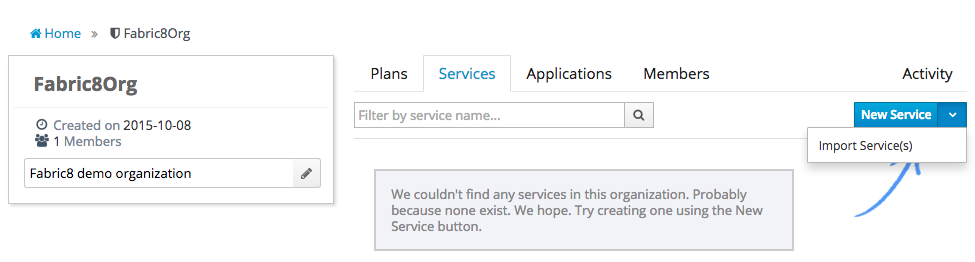 Home » Fabric8Org
Fabric8Org
Created on 2015-10-08
1 Members
Fabric8 demo organization
Plans Services Applications Members Activity
Filter by service name...
New Service
Import Service(s)
We couldn't find any services in this organization. Probably
because none exist. We hope. Try creating one using the New
Service button.